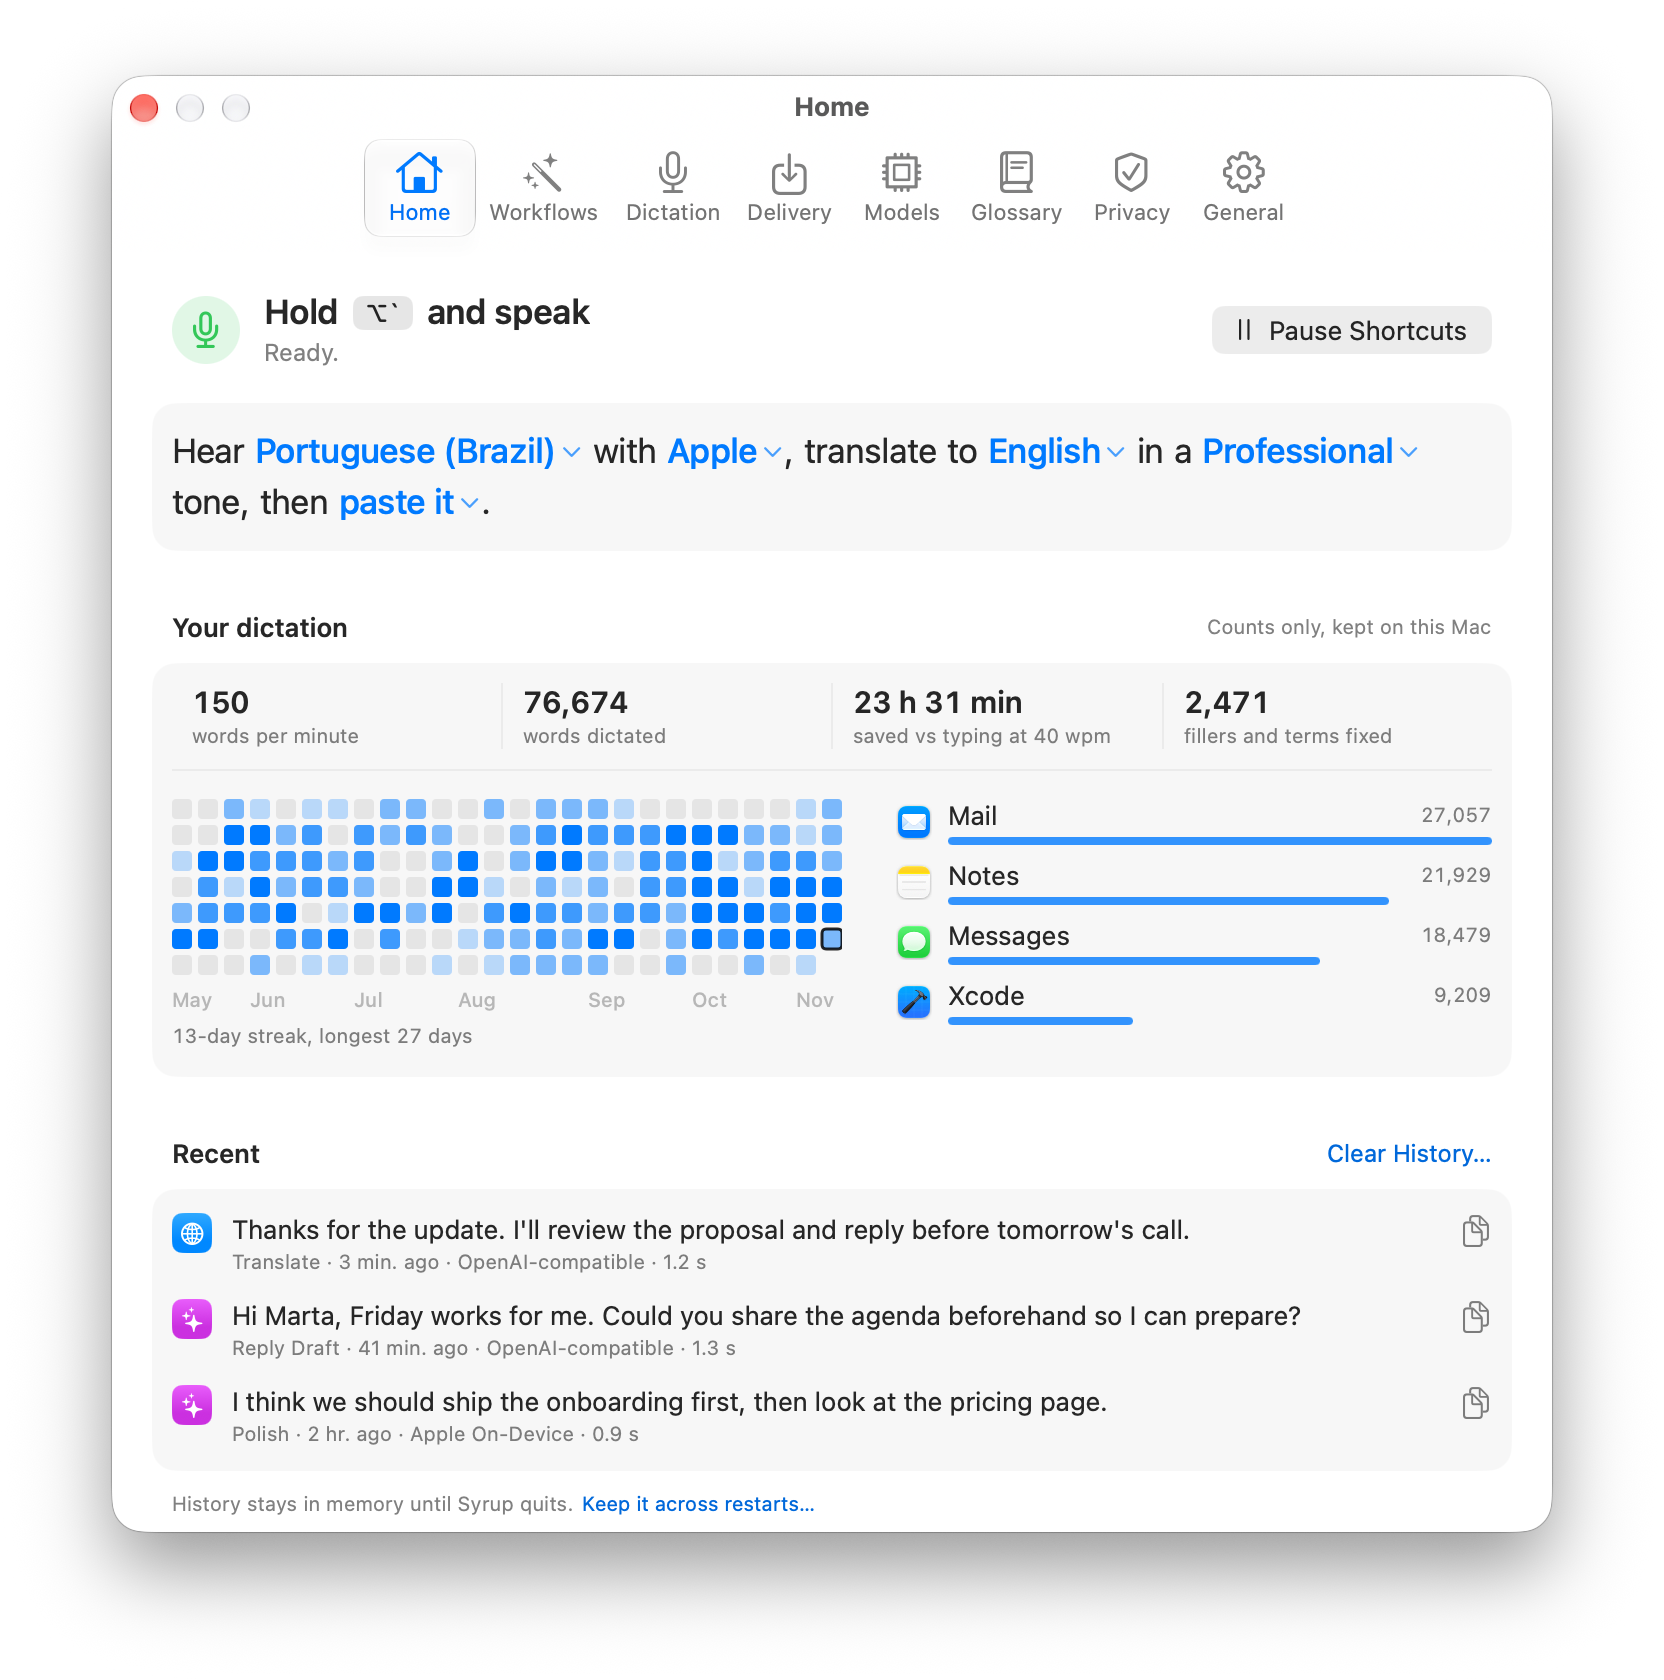 Home
Home
Workflows
Dictation
Delivery
Models
Glossary
Privacy
General
Hold ⌥` and speak
Ready.
Pause Shortcuts
Hear Portuguese (Brazil) with Apple, translate to English in a Professional
tone, then paste it.
Your dictation
Counts only, kept on this Mac
150
words per minute
76,674
words dictated
23 h 31 min
saved vs typing at 40 wpm
2,471
fillers and terms fixed
May Jun Jul Aug Sep Oct Nov
13-day streak, longest 27 days
Mail 27,057
Notes 21,929
Messages 18,479
Xcode 9,209
Recent
Clear History...
Thanks for the update. I'll review the proposal and reply before tomorrow's call.
Translate · 3 min. ago · OpenAI-compatible · 1.2 s
Hi Marta, Friday works for me. Could you share the agenda beforehand so I can prepare?
Reply Draft · 41 min. ago · OpenAI-compatible · 1.3 s
I think we should ship the onboarding first, then look at the pricing page.
Polish · 2 hr. ago · Apple On-Device · 0.9 s
History stays in memory until Syrup quits. Keep it across restarts...